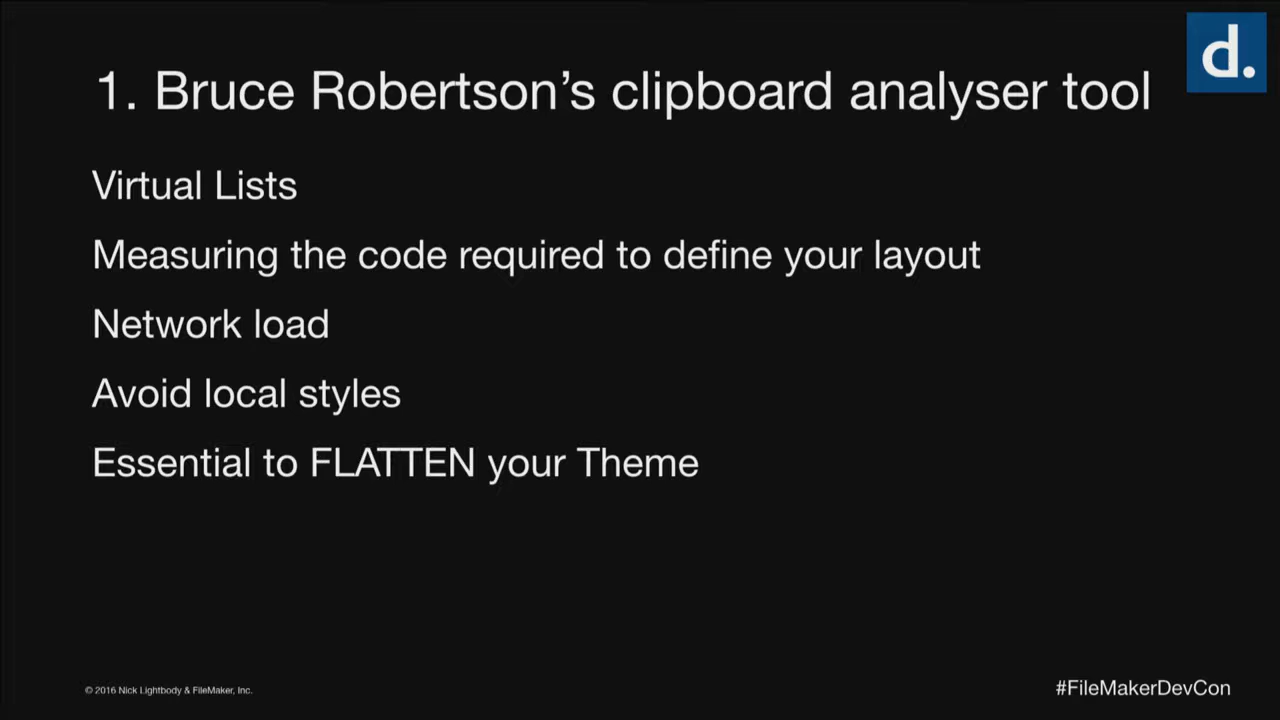 d.
1. Bruce Robertson’s clipboard analyser tool
Virtual Lists
Measuring the code required to define your layout
Network load
Avoid local styles
Essential to FLATTEN your Theme
© 2016 Nick Lightbody & FileMaker, Inc.
#FileMakerDevCon